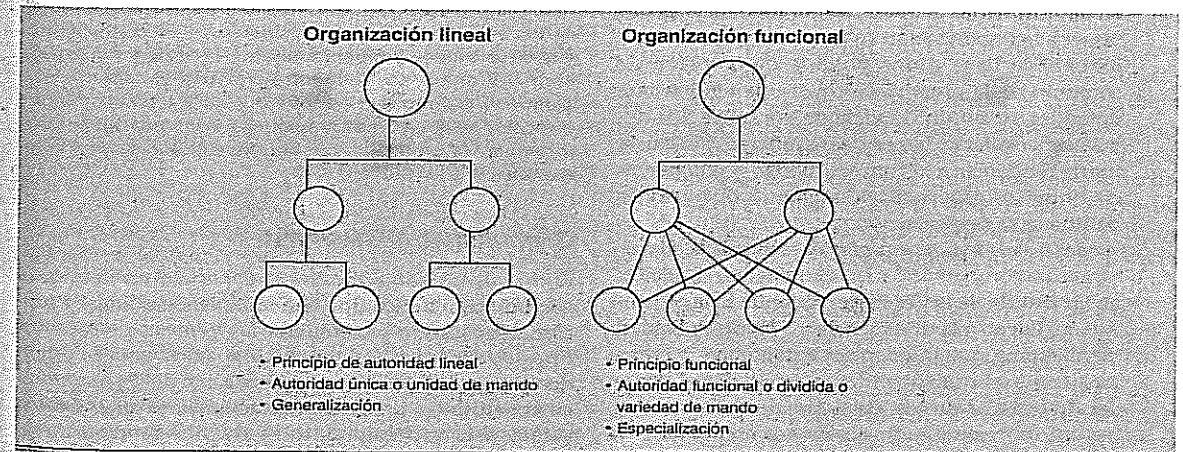 Organización lineal
Organización funcional
- Principio de autoridad lineal
- Autoridad única o unidad de mando
- Generalización
- Principio funcional
- Autoridad funcional o dividida o
variedad de mando
- Especialización